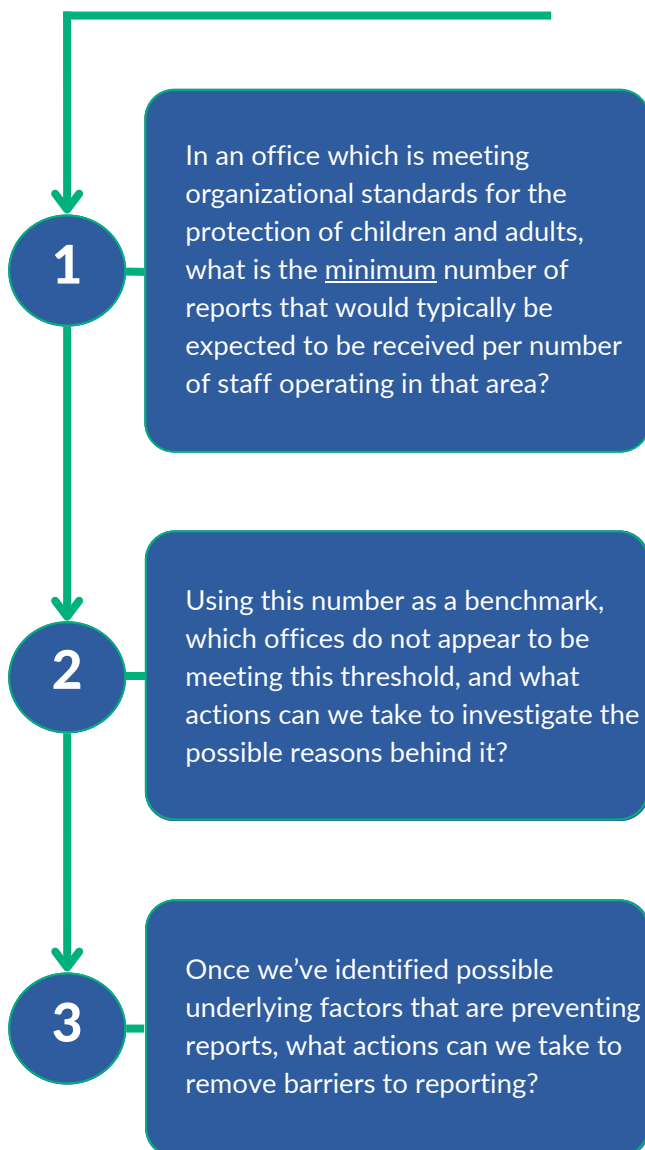 1
In an office which is meeting
organizational standards for the
protection of children and adults,
what is the minimum number of
reports that would typically be
expected to be received per number
of staff operating in that area?
2
Using this number as a benchmark,
which offices do not appear to be
meeting this threshold, and what
actions can we take to investigate the
possible reasons behind it?
3
Once we’ve identified possible
underlying factors that are preventing
reports, what actions can we take to
remove barriers to reporting?